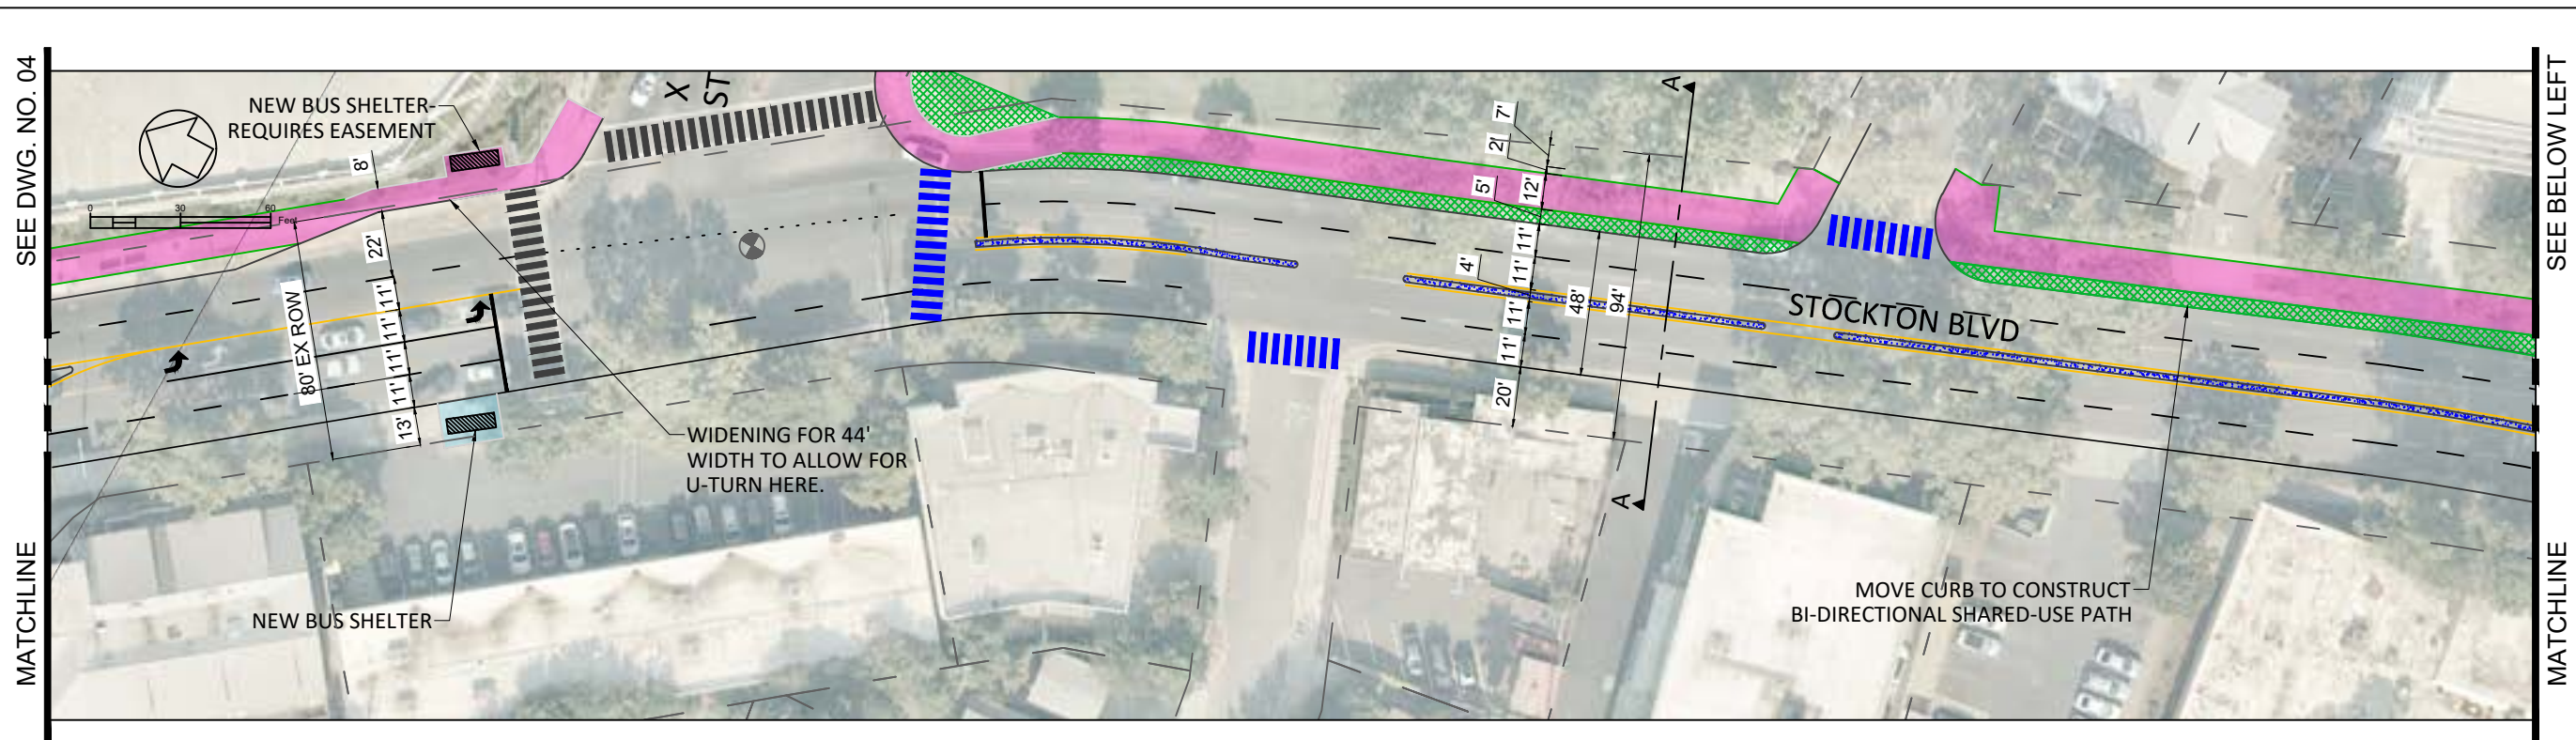 SEE DWG. NO. 04
MATCHLINE
NEW BUS SHELTER-
REQUIRES EASEMENT
0
30
60
Feet
8'
22'
11'
11'
11'
11'
13'
80' EX ROW
NEW BUS SHELTER
X
ST
WIDENING FOR 44'
WIDTH TO ALLOW FOR
U-TURN HERE.
7'
2'
5'
12'
11'
11'
4'
11'
11'
20'
48'
94'
A
A
STOCKTON BLVD
MOVE CURB TO CONSTRUCT
BI-DIRECTIONAL SHARED-USE PATH
SEE BELOW LEFT
MATCHLINE